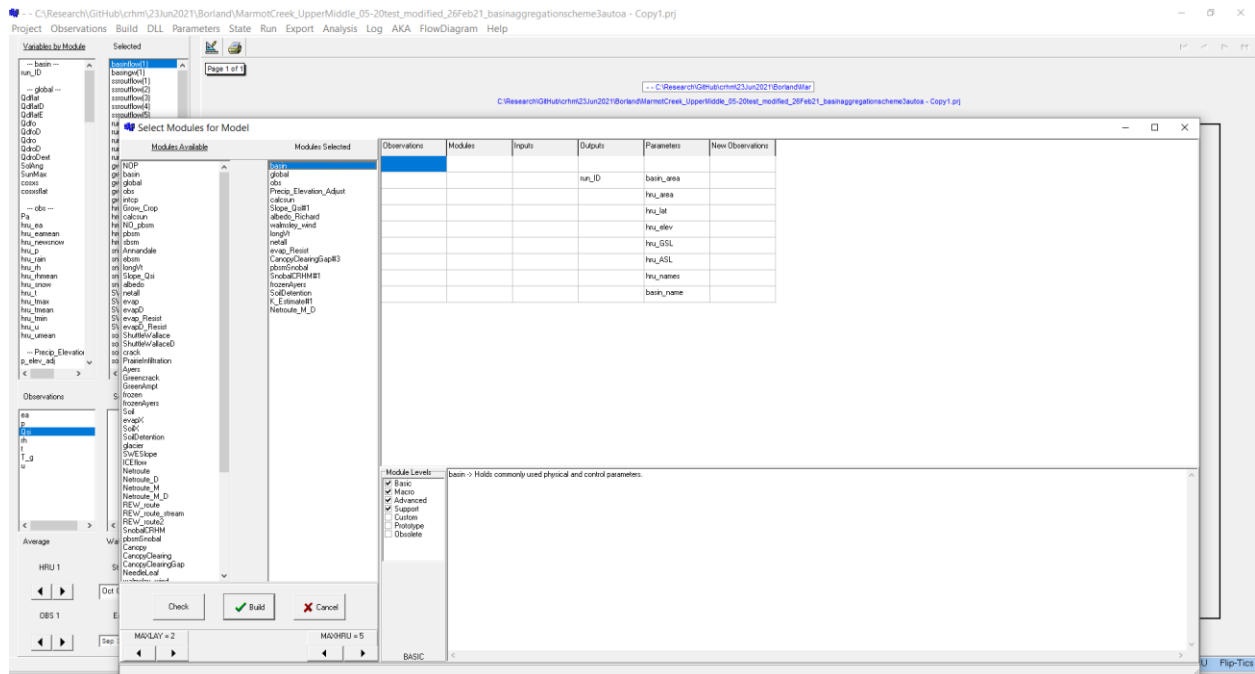 - - C:\Research\GitHub\crhm\23Jun2021\Borland\MarmotCreek_UpperMiddle_05-20test_modified_26Feb21_basinaggregationscheme3autoa - Copy1.prj
Project Observations Build DLL Parameters State Run Export Analysis Log AKA FlowDiagram Help
Variables by Module
Selected
Page 1 of 1
- - C:\Research\GitHub\crhm\23Jun2021\Borland\Mar
C:\Research\GitHub\crhm\23Jun2021\Borland\MarmotCreek_UpperMiddle_05-20test_modified_26Feb21_basinaggregationscheme3autoa - Copy1.prj
--- basin ---
run_ID
--- global ---
Qdflat
QdflatD
QdflatE
Qdfo
QdfoD
Qdro
QdroD
QdroDext
SolAng
SunMax
cosxs
cosxsflat
--- obs ---
Pa
hru_ea
hru_eamean
hru_newsnow
hru_p
hru_rain
hru_rh
hru_rhmean
hru_snow
hru_t
hru_tmax
hru_tmean
hru_tmin
hru_u
hru_umean
--- Precip_Elevation
p_elev_adj
basinflow(1)
basingw(1)
ssroutflow(1)
ssroutflow(2)
ssroutflow(3)
ssroutflow(4)
ssroutflow(5)
Observations
ea
p
Qsi
rh
t
T_g
u
Average
HRU 1
OBS 1
Select Modules for Model
Modules Available
NOP
basin
global
obs
intcp
Grow_Crop
calcsun
NO_pbsm
pbsm
sbsm
Annandale
ebsm
longVt
Slope_Qsi
albedo
netall
evap
evapD
evap_Resist
evapD_Resist
ShuttleWallace
ShuttleWallaceD
crack
PrairieInfiltration
Ayers
Greencrack
GreenAmpt
frozen
frozenAyers
Soil
evapX
SoilX
SoilDetention
glacier
SWESlope
ICEflow
Netroute
Netroute_D
Netroute_M
Netroute_M_D
REW_route
REW_route_stream
REW_route2
SnobalCRHM
pbsmSnobal
Canopy
CanopyClearing
CanopyClearingGap
NeedleLeaf
walmsley_wind
Modules Selected
basin
global
obs
Precip_Elevation_Adjust
calcsun
Slope_Qsi#1
albedo_Richard
walmsley_wind
longVt
netall
evap_Resist
CanopyClearingGap#3
pbsmSnobal
SnobalCRHM#1
frozenAyers
SoilDetention
K_Estimate#1
Netroute_M_D
Check
Build
Cancel
MAXLAY = 2
MAXHRU = 5
Observations Modules Inputs Outputs Parameters New Observations
run_ID basin_area
hru_area
hru_lat
hru_elev
hru_GSL
hru_ASL
hru_names
basin_name
Module Levels
Basic
Macro
Advanced
Support
Custom
Prototype
Obsolete
BASIC
basin -> Holds commonly used physical and control parameters.
Flip-Tics